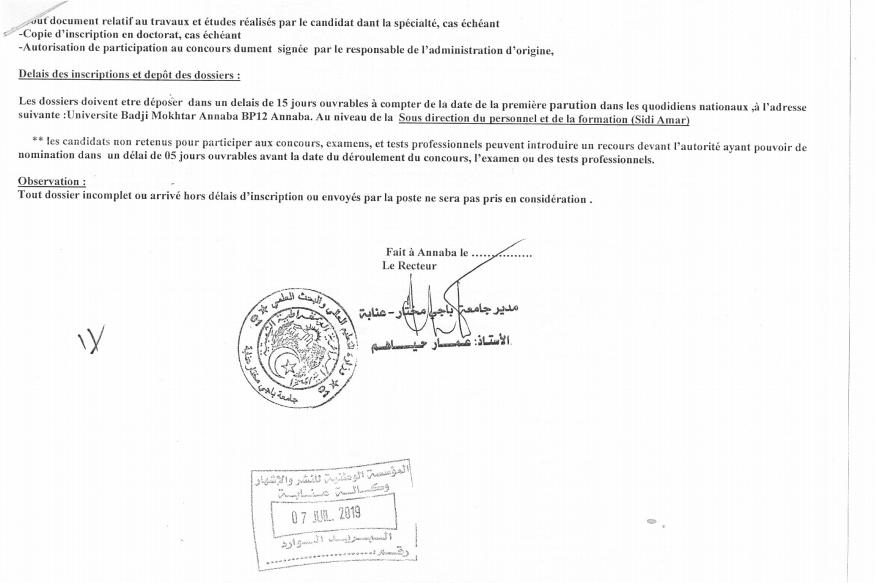 out document relatif au travaux et études réalisés par le candidat dant la spécialté, cas échéant
-Copie d’inscription en doctorat, cas échéant
-Autorisation de participation au concours dument signée par le responsable de l’administration d’origine,
Delais des inscriptions et depôt des dossiers :
Les dossiers doivent etre déposer dans un delais de 15 jours ouvrables à compter de la date de la première parution dans les quodidiens nationaux ,à l’adresse
suivante :Universite Badji Mokhtar Annaba BP12 Annaba. Au niveau de la Sous direction du personnel et de la formation (Sidi Amar)
** les candidats non retenus pour participer aux concours, examens, et tests professionnels peuvent introduire un recours devant l’autorité ayant pouvoir de
nomination dans un délai de 05 jours ouvrables avant la date du déroulement du concours, l’examen ou des tests professionnels.
Observation :
Tout dossier incomplet ou arrivé hors délais d’inscription ou envoyés par la poste ne sera pas pris en considération .
Fait à Annaba le ................
Le Recteur
مدير جامعة باجي مختار - عنابة
الأستاذ: عمار حياهم
وزارة التعليم العالي والبحث العلمي
جامعة باجي مختار عنابة
المؤسسة الوطنية للنشر والإشهار
وكالة عنابة
07 JUIL. 2019
البريد الوارد
رقم: